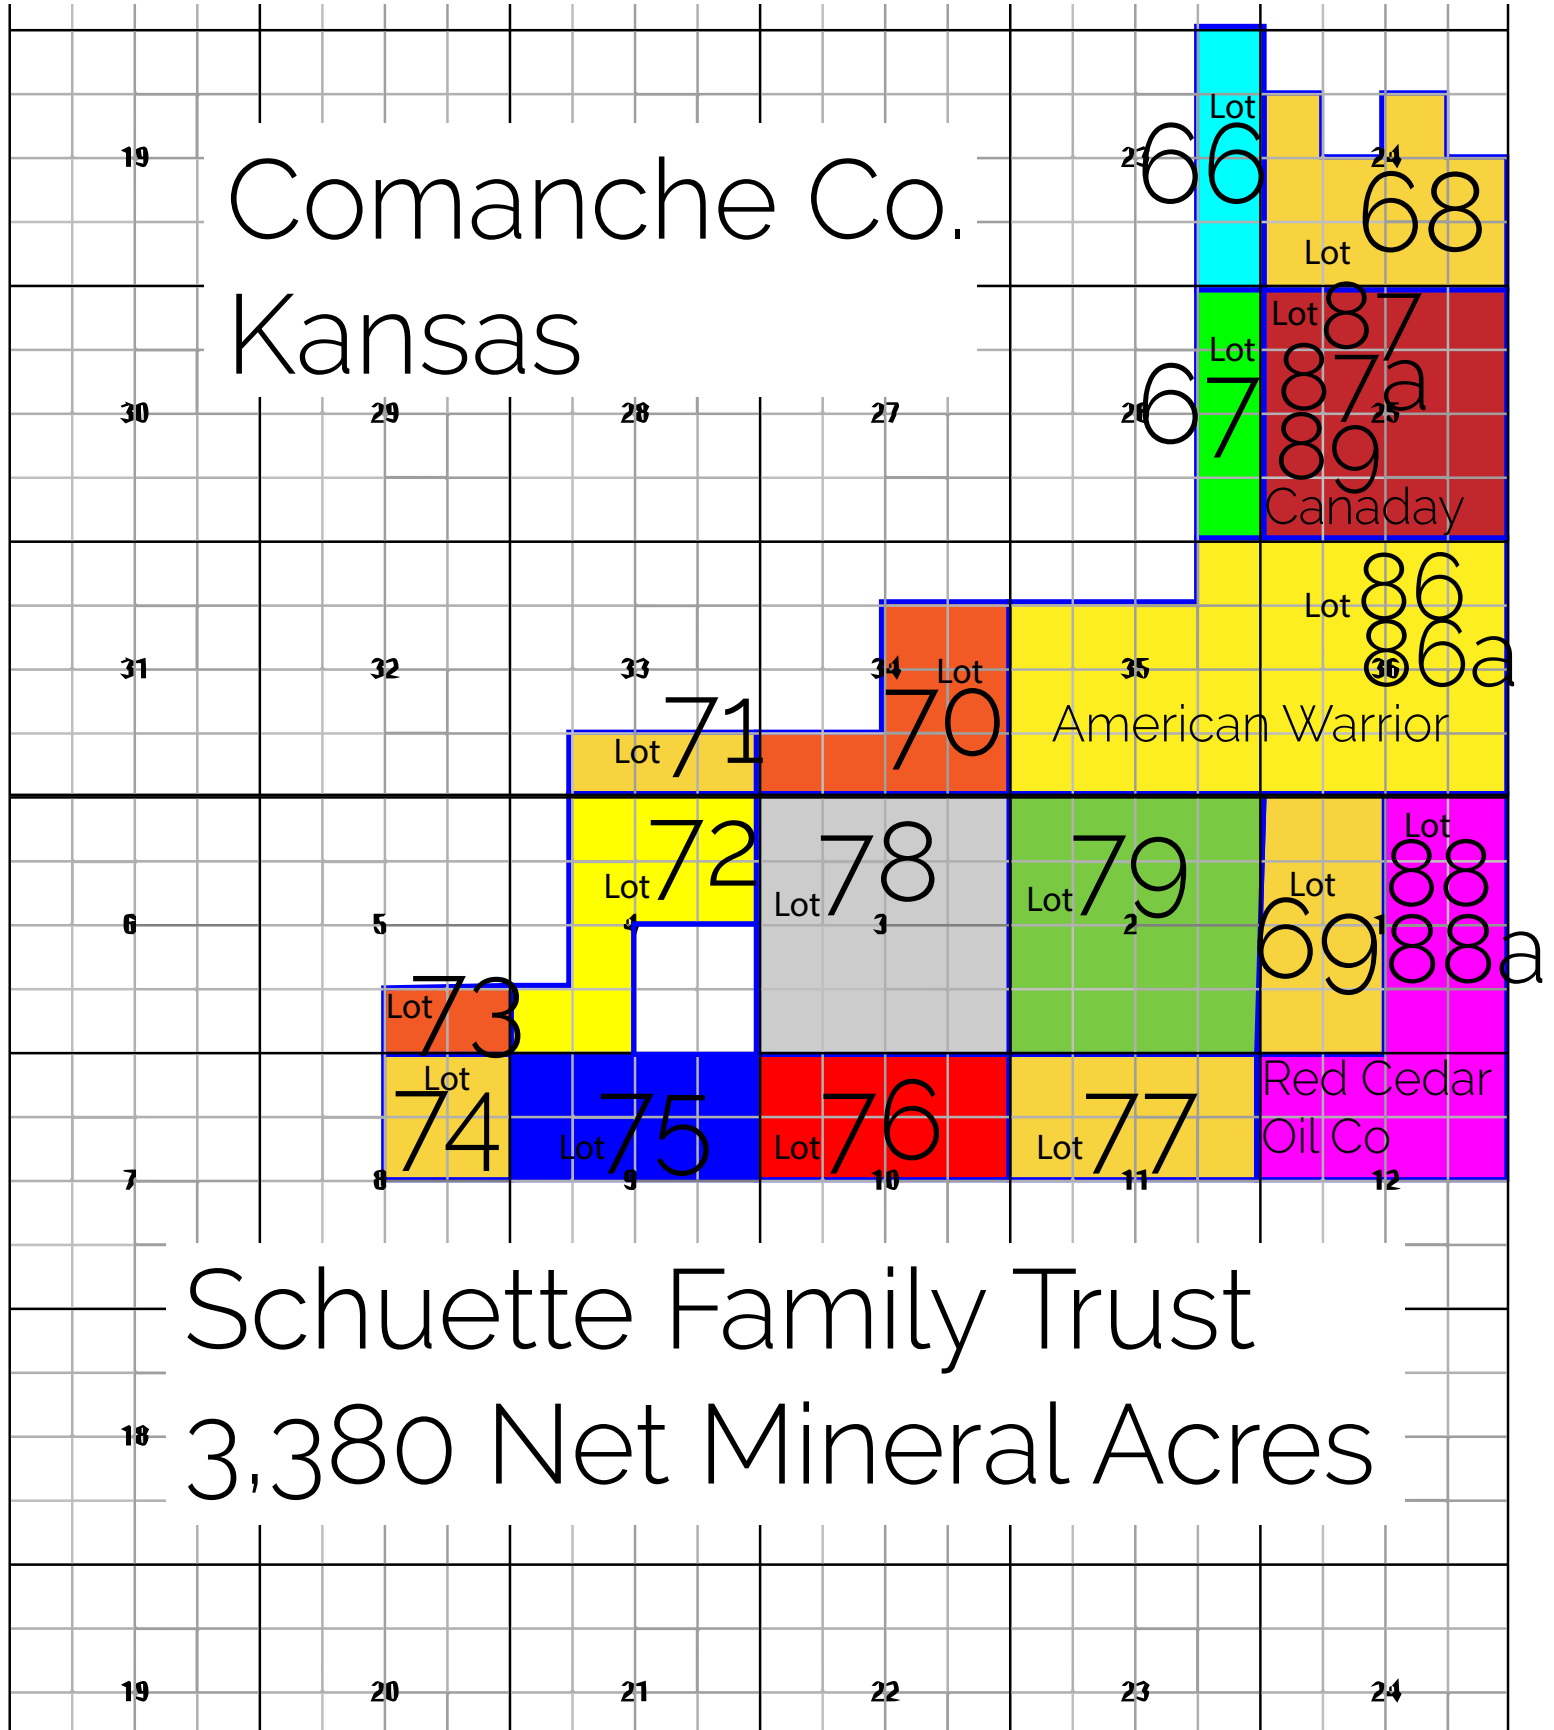 Lot
66
19
23
24
Comanche Co.
68
Lot
Kansas
Lot 87
Lot
87a
67
30
29
28
27
26
25
89
Canaday
Lot 86
86a
31
32
33
34
35
36
Lot
70
Lot 71
American Warrior
Lot 72
Lot 78
Lot 79
Lot
69
Lot
88
88a
6
5
4
3
2
1
Lot 73
Lot
74
Lot 75
Lot 76
Lot 77
Red Cedar
Oil Co
7
8
9
10
11
12
Schuette Family Trust
18
3,380 Net Mineral Acres
19
20
21
22
23
24